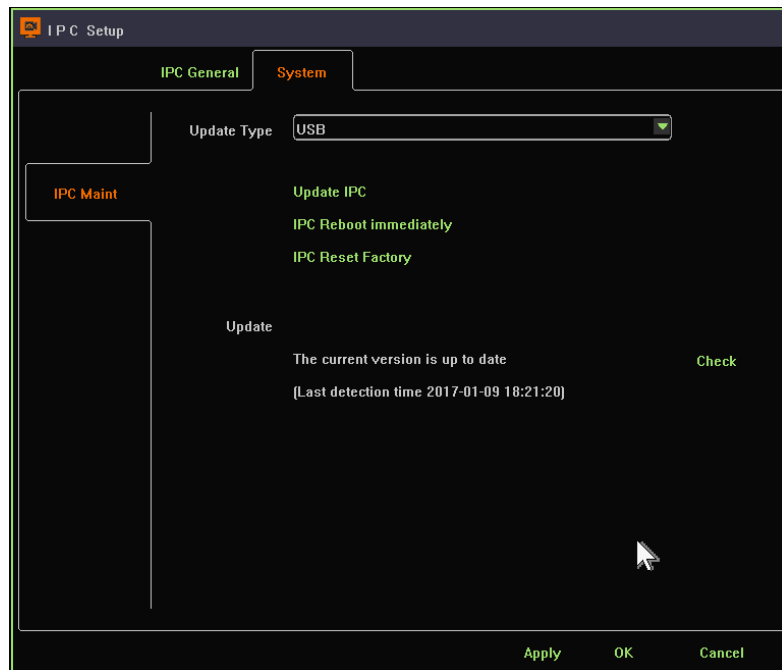 IPC Setup
IPC General
System
Update Type
USB
IPC Maint
Update IPC
IPC Reboot immediately
IPC Reset Factory
Update
The current version is up to date
Check
(Last detection time 2017-01-09 18:21:20)
Apply
OK
Cancel